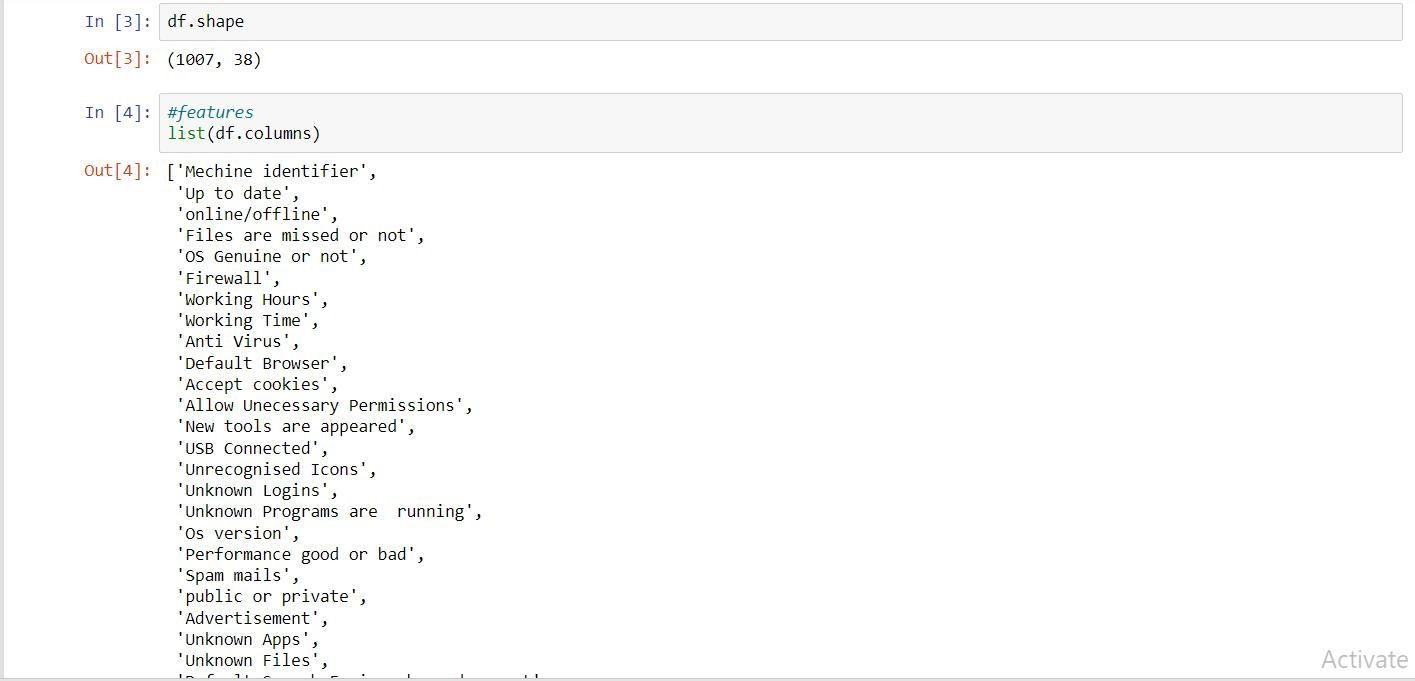 In [3]: df.shape
Out[3]: (1007, 38)
In [4]: #features
list(df.columns)
Out[4]: ['Mechine identifier',
'Up to date',
'online/offline',
'Files are missed or not',
'OS Genuine or not',
'Firewall',
'Working Hours',
'Working Time',
'Anti Virus',
'Default Browser',
'Accept cookies',
'Allow Unecessary Permissions',
'New tools are appeared',
'USB Connected',
'Unrecognised Icons',
'Unknown Logins',
'Unknown Programs are  running',
'Os version',
'Performance good or bad',
'Spam mails',
'public or private',
'Advertisement',
'Unknown Apps',
'Unknown Files',
Activate